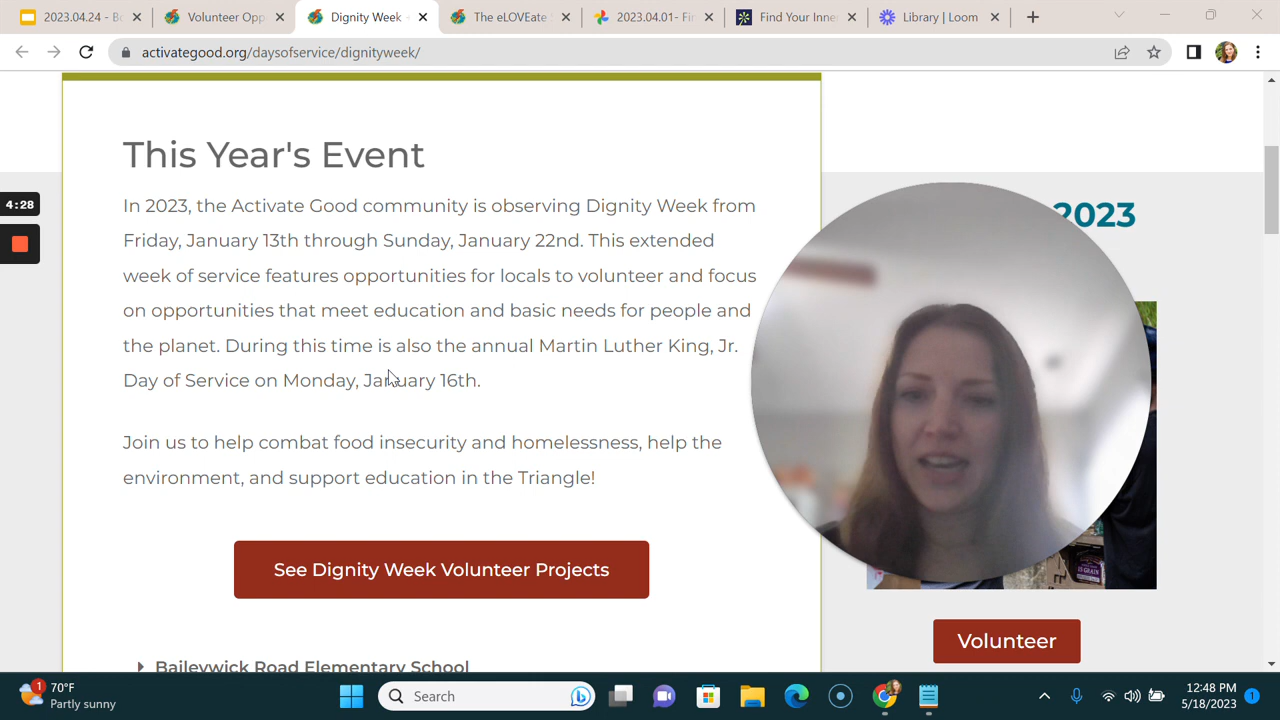 2023.04.24 - Bo
Volunteer Opp
Dignity Week -
The eLOVEate
2023.04.01- Fi
Find Your Inne
Library | Loom
activategood.org/daysofservice/dignityweek/
This Year's Event
In 2023, the Activate Good community is observing Dignity Week from
Friday, January 13th through Sunday, January 22nd. This extended
week of service features opportunities for locals to volunteer and focus
on opportunities that meet education and basic needs for people and
the planet. During this time is also the annual Martin Luther King, Jr.
Day of Service on Monday, January 16th.
Join us to help combat food insecurity and homelessness, help the
environment, and support education in the Triangle!
See Dignity Week Volunteer Projects
Baileywick Road Elementary School
4:28
2023
Volunteer
1
70°F
Partly sunny
Search
12:48 PM
5/18/2023
1